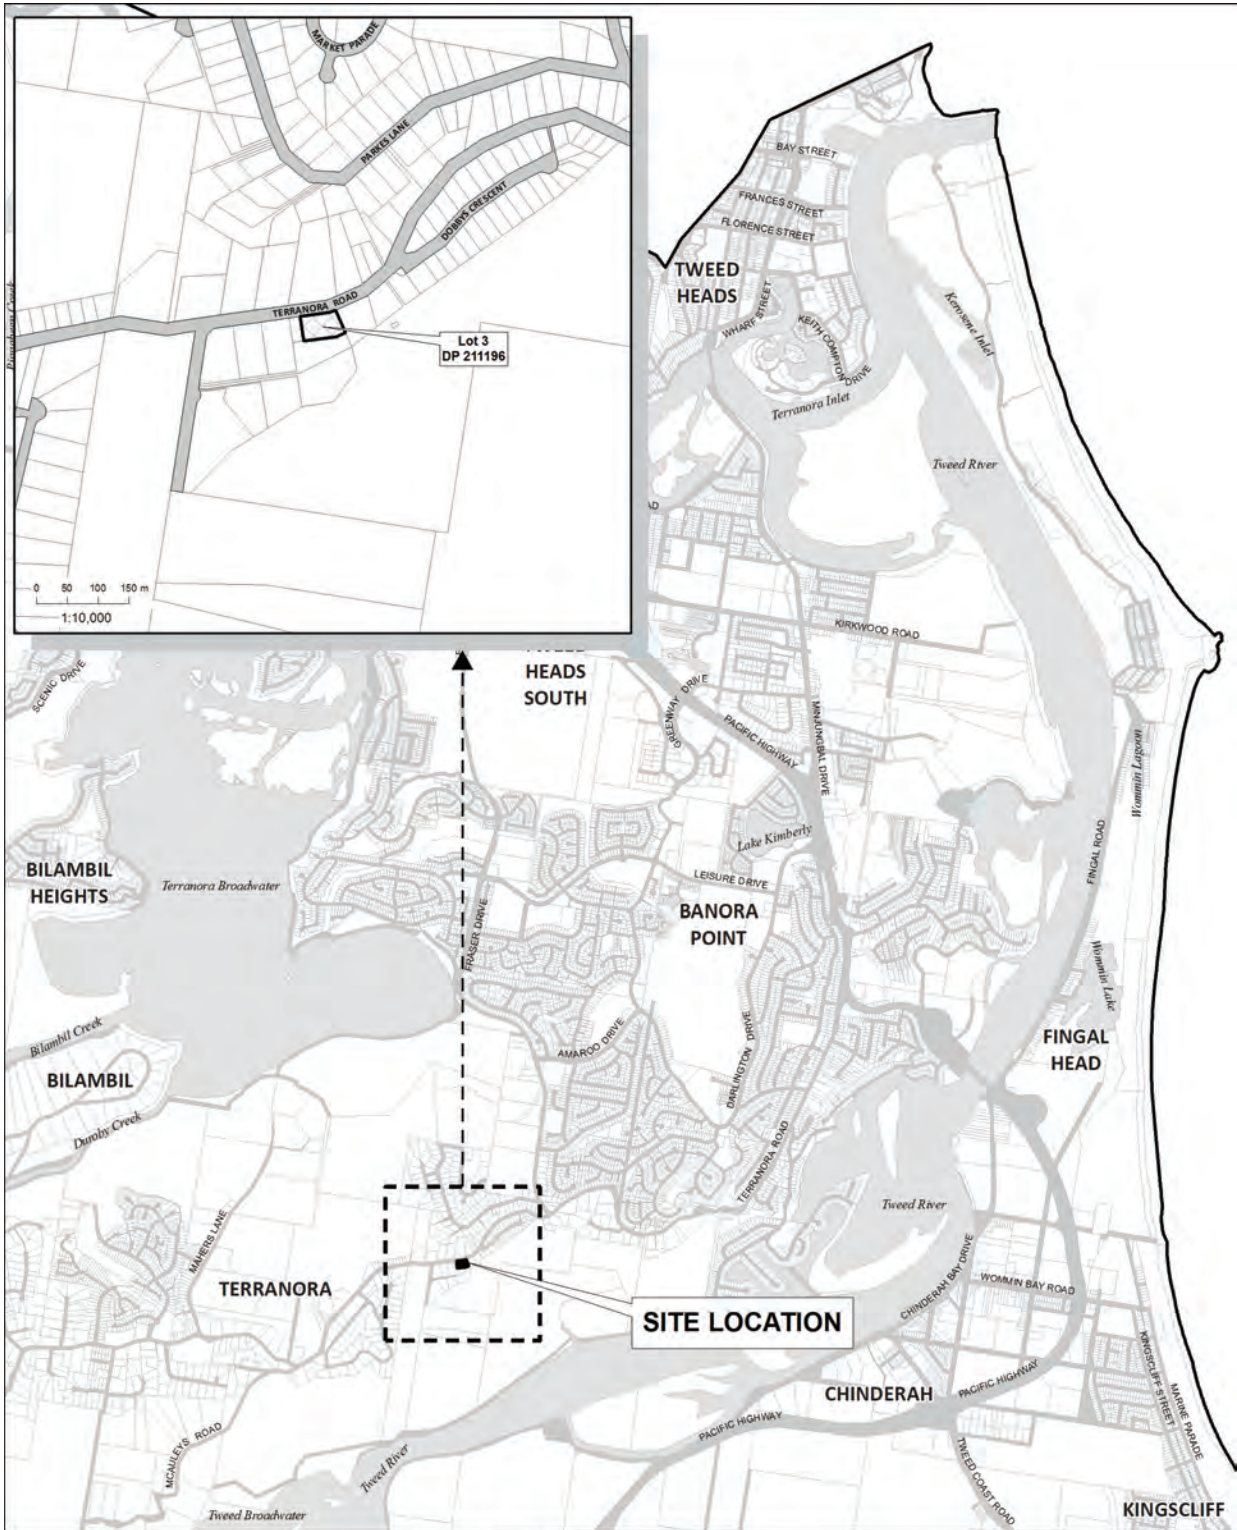 MARKET PARADE
PARKES LANE
DOBBYS CRESCENT
TERRANORA ROAD
Lot 3
DP 211196
0 50 100 150 m
1:10,000
BAY STREET
FRANCES STREET
FLORENCE STREET
TWEED
HEADS
WHARF STREET
KEITH COMPTON
DRIVE
Kerosene Inlet
Terranora Inlet
Tweed River
KIRKWOOD ROAD
SCENIC DRIVE
HEADS
SOUTH
GREENWAY DRIVE
PACIFIC HIGHWAY
MINJUNGBAL DRIVE
Wommin Lagoon
Lake Kimberly
FINGAL ROAD
BILAMBIL
HEIGHTS
Terranora Broadwater
LEISURE DRIVE
BANORA
POINT
FRASER DRIVE
Wommin Lake
Bilambil Creek
AMAROO DRIVE
DARLINGTON DRIVE
FINGAL
HEAD
BILAMBIL
Duroby Creek
TERRANORA ROAD
Tweed River
MAHERS LANE
TERRANORA
CHINDERAH BAY DRIVE
WOMMIN BAY ROAD
SITE LOCATION
KINGSCLIFF STREET
MARINE PARADE
CHINDERAH
PACIFIC HIGHWAY
PACIFIC HIGHWAY
MCAULEYS ROAD
Tweed River
TWEED COAST ROAD
Tweed Broadwater
KINGSCLIFF